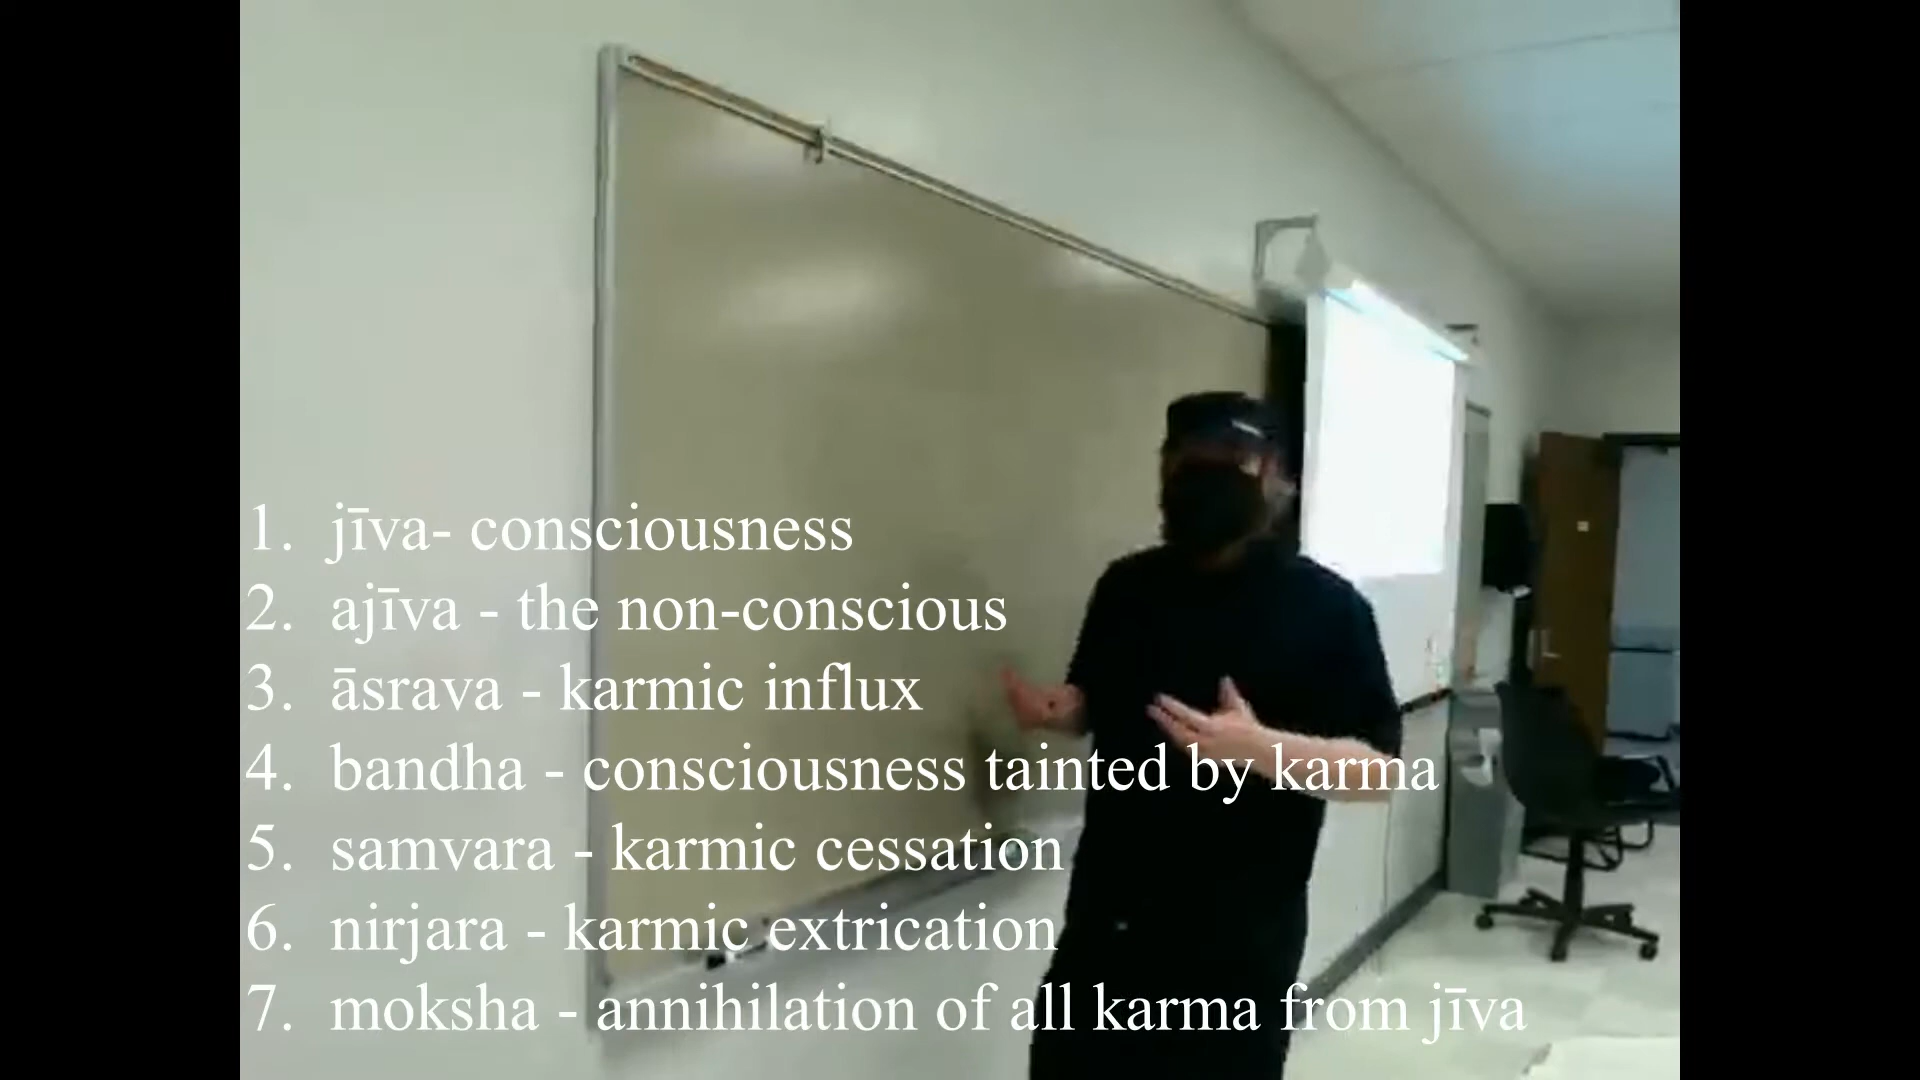 1. jīva- consciousness
2. ajīva - the non-conscious
3. āsrava - karmic influx
4. bandha - consciousness tainted by karma
5. samvara - karmic cessation
6. nirjara - karmic extrication
7. moksha - annihilation of all karma from jīva